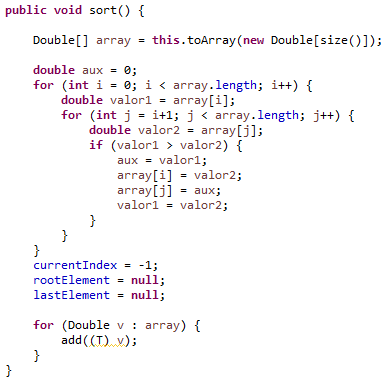 public void sort() {
Double[] array = this.toArray(new Double[size()]);
double aux = 0;
for (int i = 0; i < array.length; i++) {
double valor1 = array[i];
for (int j = i+1; j < array.length; j++) {
double valor2 = array[j];
if (valor1 > valor2) {
aux = valor1;
array[i] = valor2;
array[j] = aux;
valor1 = valor2;
}
}
}
currentIndex = -1;
rootElement = null;
lastElement = null;
for (Double v : array) {
add((T) v);
}
}